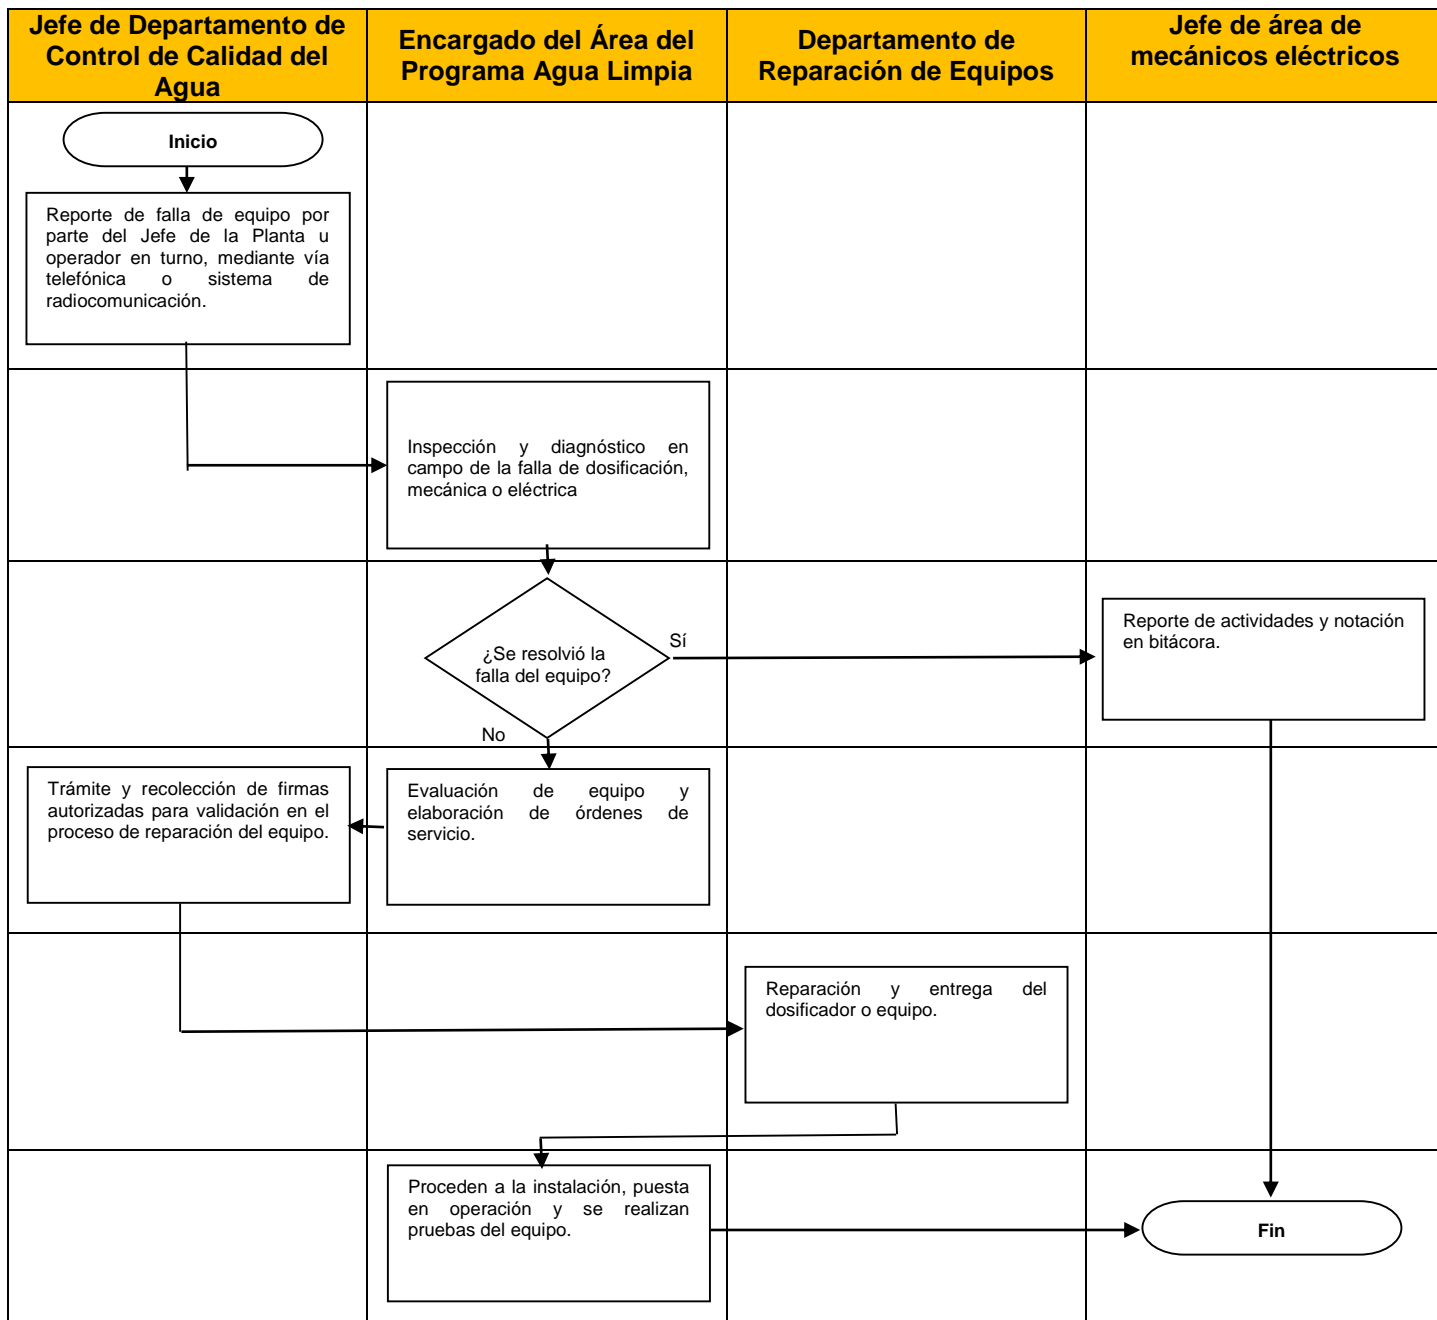 Jefe de Departamento de
Control de Calidad del
Agua
Encargado del Área del
Programa Agua Limpia
Departamento de
Reparación de Equipos
Jefe de área de
mecánicos eléctricos
Inicio
Reporte de falla de equipo por
parte del Jefe de la Planta u
operador en turno, mediante vía
telefónica o sistema de
radiocomunicación.
Inspección y diagnóstico en
campo de la falla de dosificación,
mecánica o eléctrica
¿Se resolvió la
falla del equipo?
Sí
No
Reporte de actividades y notación
en bitácora.
Trámite y recolección de firmas
autorizadas para validación en el
proceso de reparación del equipo.
Evaluación de equipo y
elaboración de órdenes de
servicio.
Reparación y entrega del
dosificador o equipo.
Proceden a la instalación, puesta
en operación y se realizan
pruebas del equipo.
Fin